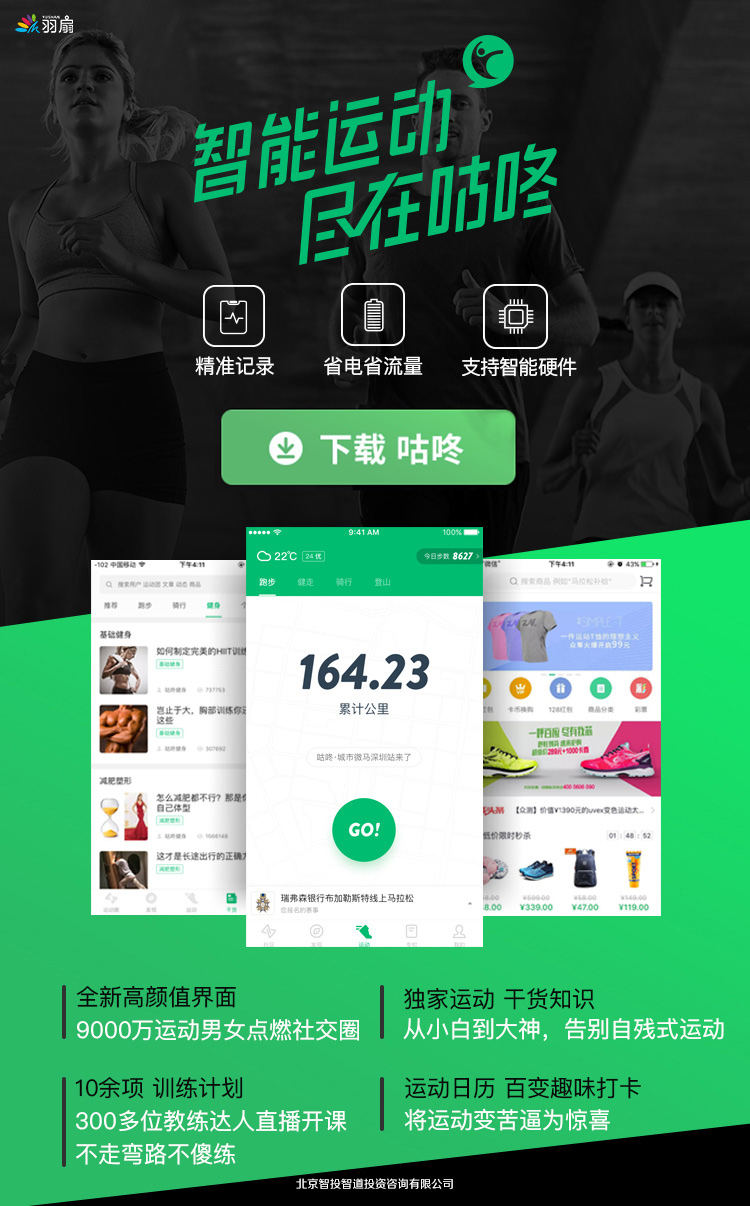 YUSHAN
羽扇
智能运动
尽在咕咚
精准记录
省电省流量
支持智能硬件
下载 咕咚
-102 中国移动
下午4:11
搜索用户 运动团 文章 动态 商品
推荐
跑步
骑行
健身
基础健身
如何制定完美的HIIT训
基础健身
咕咚健身
737753
岂止于大，胸部训练你
这些
基础健身
咕咚健身
307692
减肥塑形
怎么减肥都不行？那是
自己体型
减肥塑形
咕咚健身
1566148
这才是长途出行的正确
减肥塑形
运动圈
发现
运动
9:41 AM
100%
22℃
24 优
今日步数 8627
跑步
健走
骑行
登山
164.23
累计公里
咕咚·城市微马深圳站来了
GO!
瑞弗森银行布加勒斯特线上马拉松
您报名的赛事
社区
发现
运动
我的
微信
下午4:11
43%
搜索商品 例如"马拉松补给"
SIMPLE-T
一件运动T恤的理想主义
众筹火爆开启99元
红包
卡币换购
128红包
商品分类
彩票
400 5606 090
头条
【众测】价值¥1390元的uvex变色运动太...
低价限时秒杀
01 : 48 : 52
¥339.00
¥47.00
¥119.00
全新高颜值界面
9000万运动男女点燃社交圈
独家运动 干货知识
从小白到大神，告别自残式运动
10余项 训练计划
300多位教练达人直播开课
不走弯路不傻练
运动日历 百变趣味打卡
将运动变苦逼为惊喜
北京智投智道投资咨询有限公司